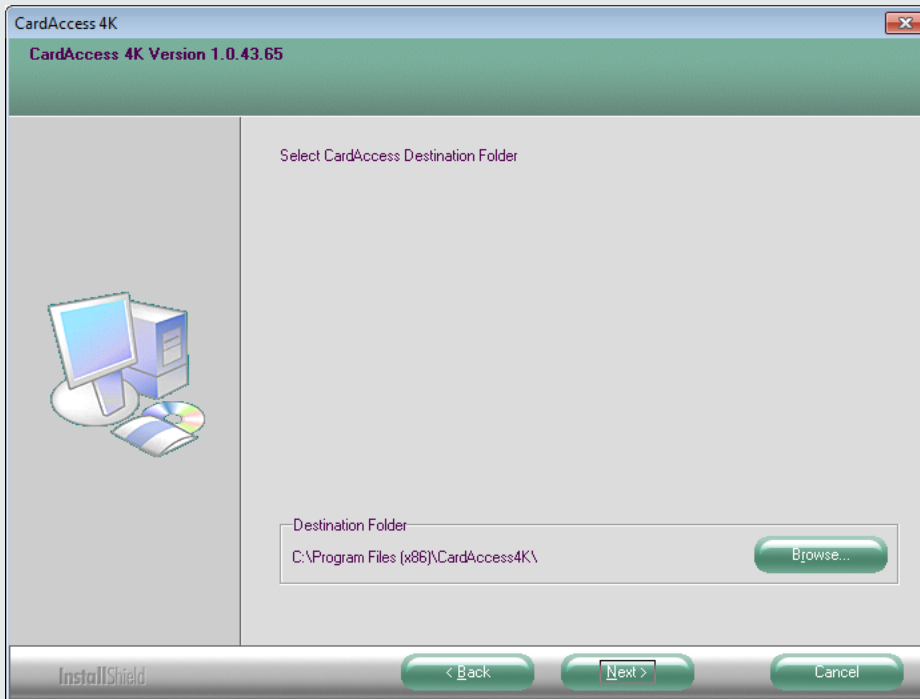 CardAccess 4K
CardAccess 4K Version 1.0.43.65
Select CardAccess Destination Folder
Destination Folder
C:\Program Files (x86)\CardAccess4K\
Browse...
InstallShield
< Back
Next >
Cancel